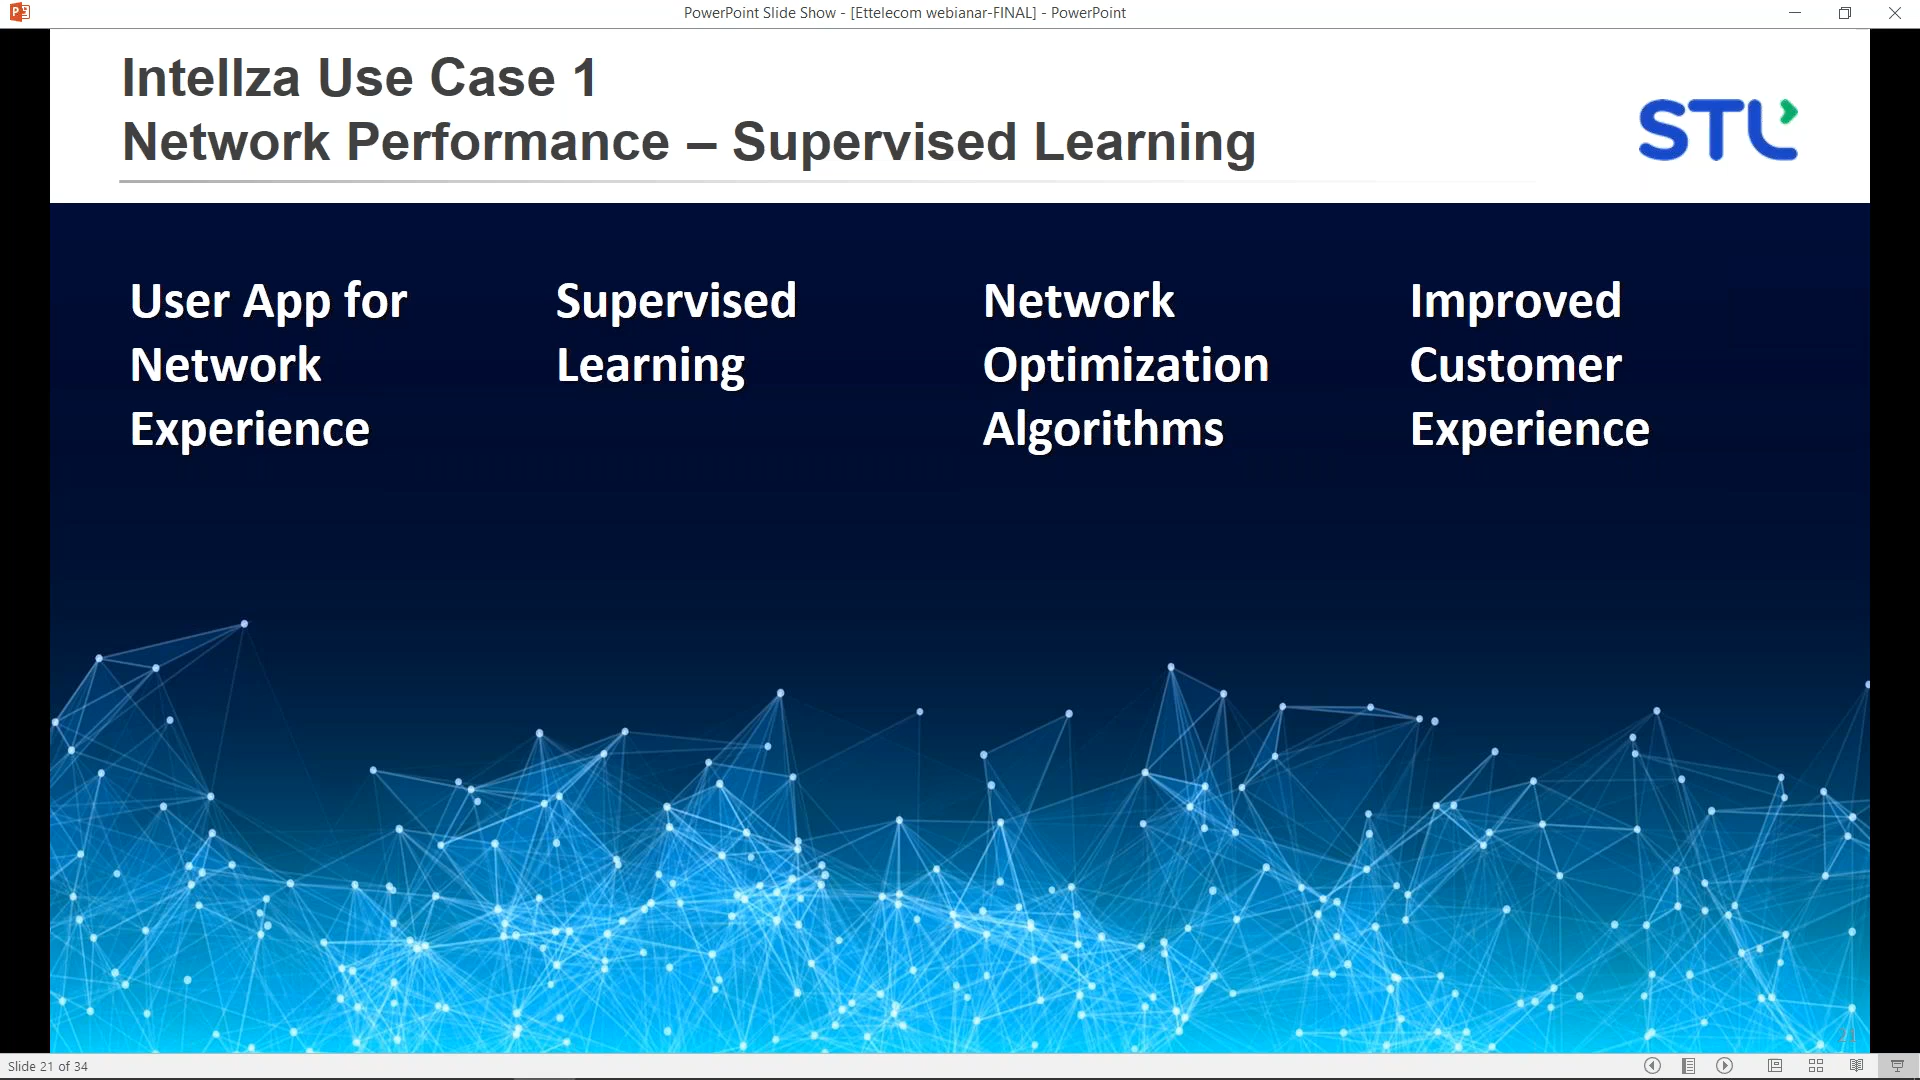 PowerPoint Slide Show - [Ettelecom webianar-FINAL] - PowerPoint
Intellza Use Case 1
Network Performance – Supervised Learning
STL
User App for
Network
Experience
Supervised
Learning
Network
Optimization
Algorithms
Improved
Customer
Experience
21
Slide 21 of 34